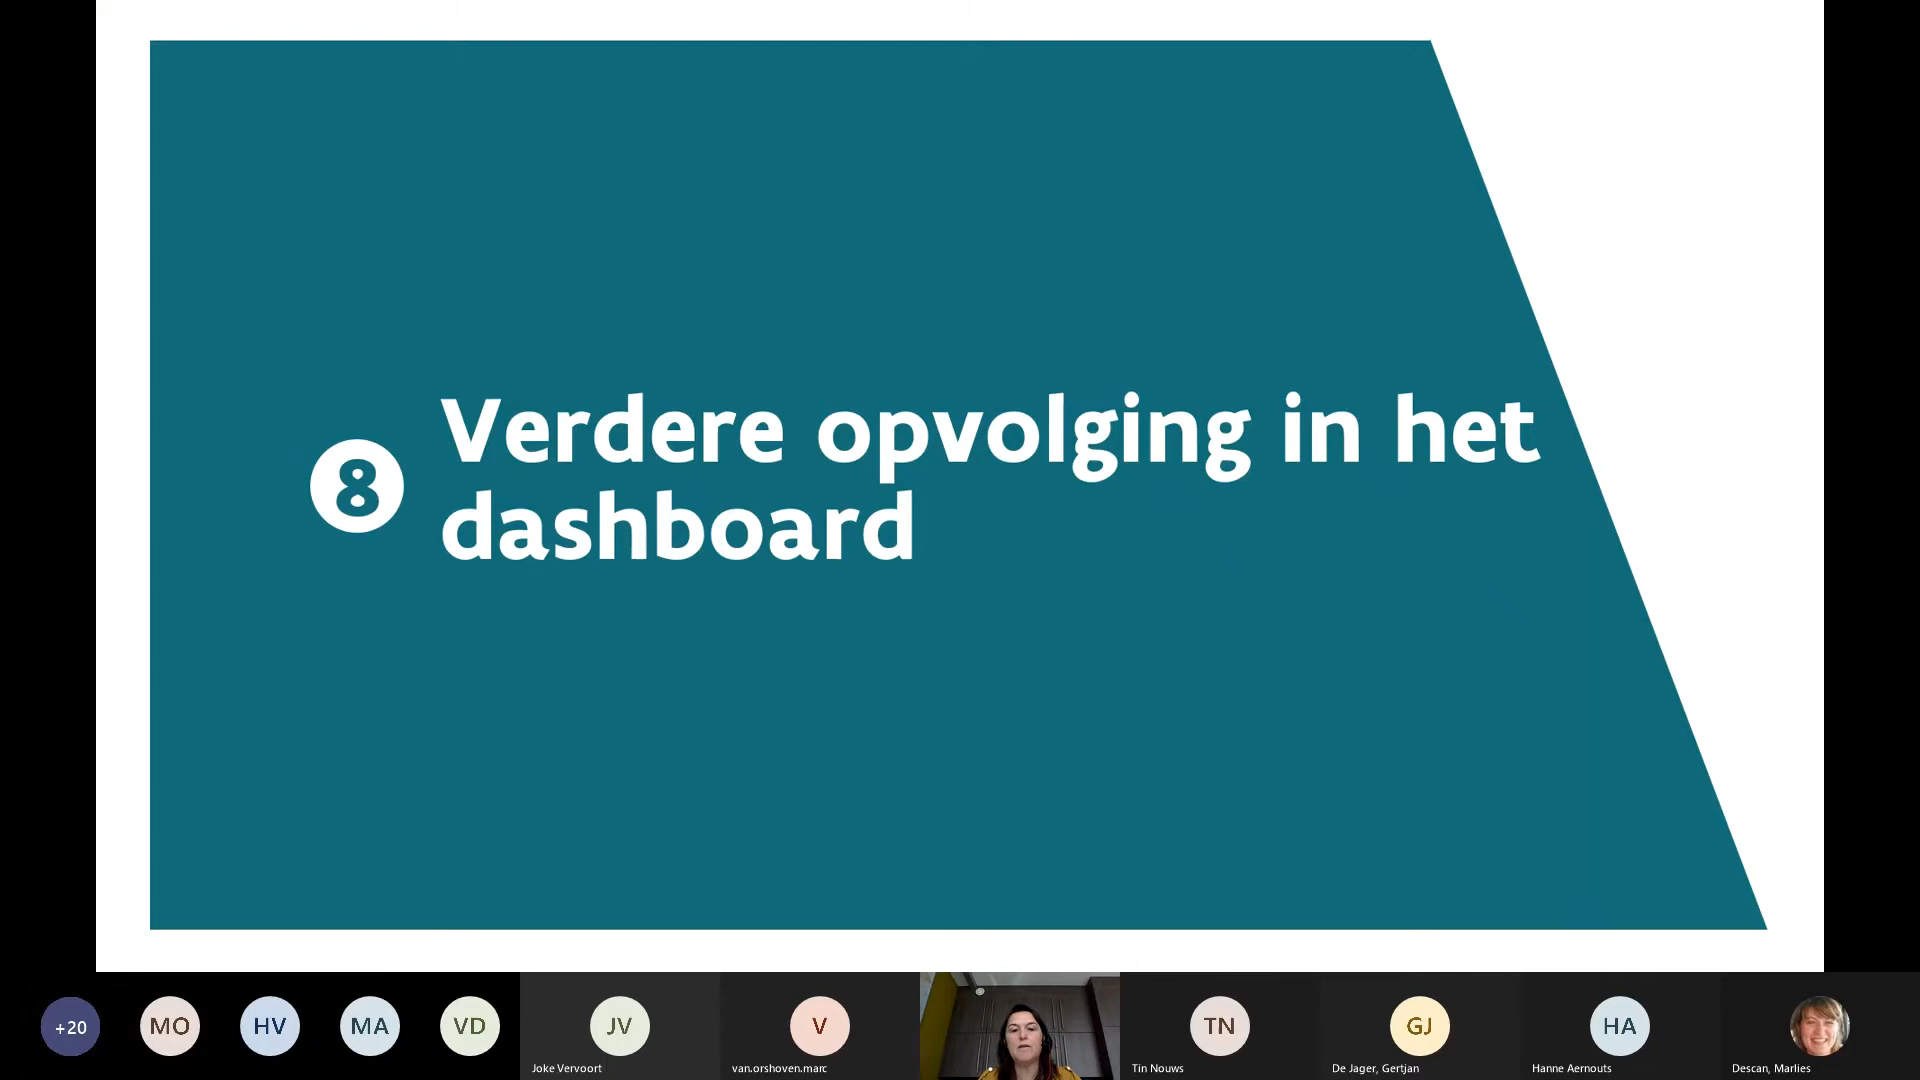 8
Verdere opvolging in het
dashboard
+20
MO
HV
MA
VD
JV
V
TN
GJ
HA
Joke Vervoort
van.orshoven.marc
Tin Nouws
De Jager, Gertjan
Hanne Aernouts
Descan, Marlies